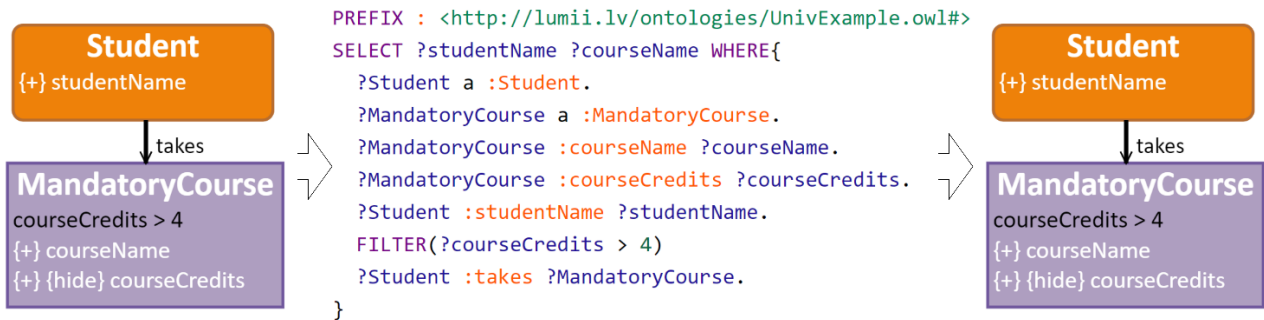 Student
{+} studentName
takes
MandatoryCourse
courseCredits > 4
{+} courseName
{+} {hide} courseCredits
PREFIX : <http://lumii.lv/ontologies/UnivExample.owl#>
SELECT ?studentName ?courseName WHERE{
?Student a :Student.
?MandatoryCourse a :MandatoryCourse.
?MandatoryCourse :courseName ?courseName.
?MandatoryCourse :courseCredits ?courseCredits.
?Student :studentName ?studentName.
FILTER(?courseCredits > 4)
?Student :takes ?MandatoryCourse.
}
Student
{+} studentName
takes
MandatoryCourse
courseCredits > 4
{+} courseName
{+} {hide} courseCredits